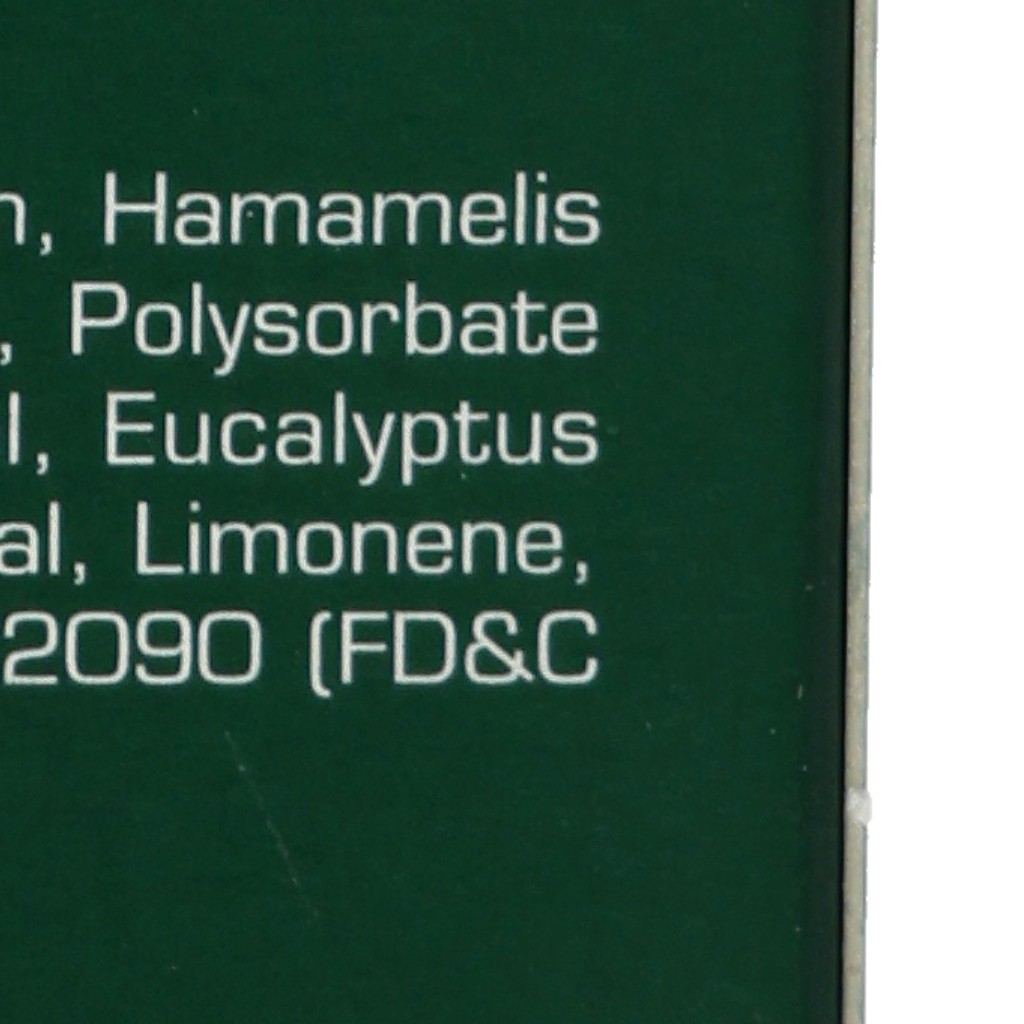 n, Hamamelis
, Polysorbate
l, Eucalyptus
al, Limonene,
2090 (FD&C